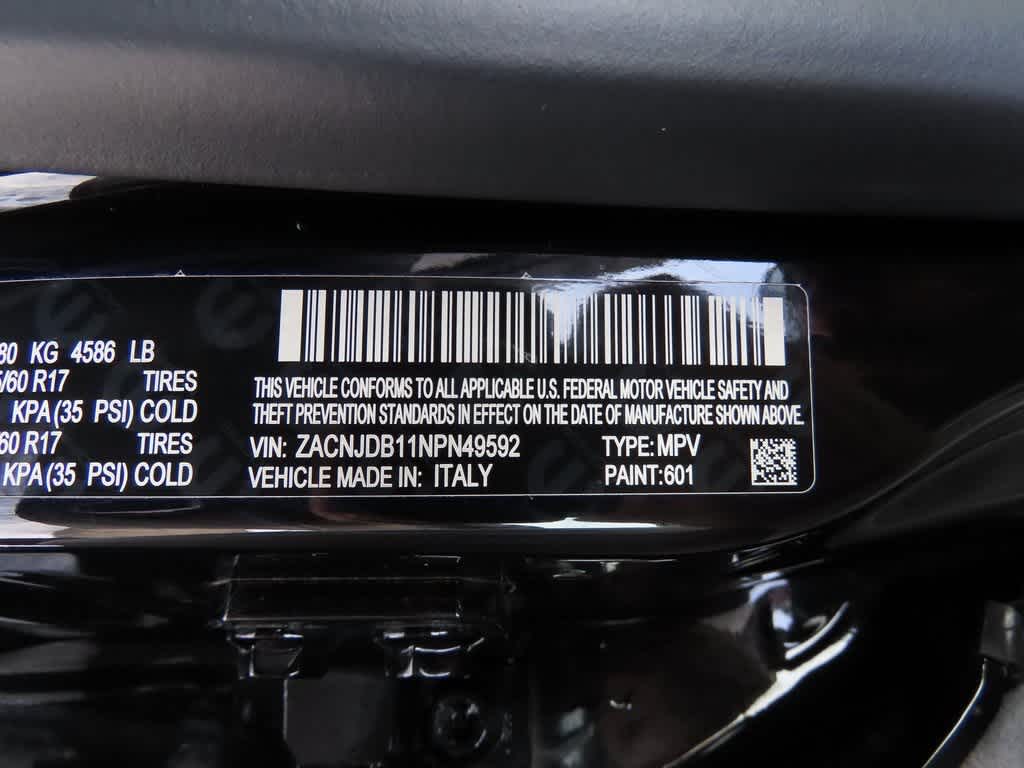 80 KG 4586 LB
5/60 R17 TIRES
KPA(35 PSI) COLD
/60 R17 TIRES
KPA(35 PSI) COLD
THIS VEHICLE CONFORMS TO ALL APPLICABLE U.S. FEDERAL MOTOR VEHICLE SAFETY AND
THEFT PREVENTION STANDARDS IN EFFECT ON THE DATE OF MANUFACTURE SHOWN ABOVE.
VIN: ZACNJDB11NPN49592 TYPE: MPV
VEHICLE MADE IN: ITALY PAINT:601